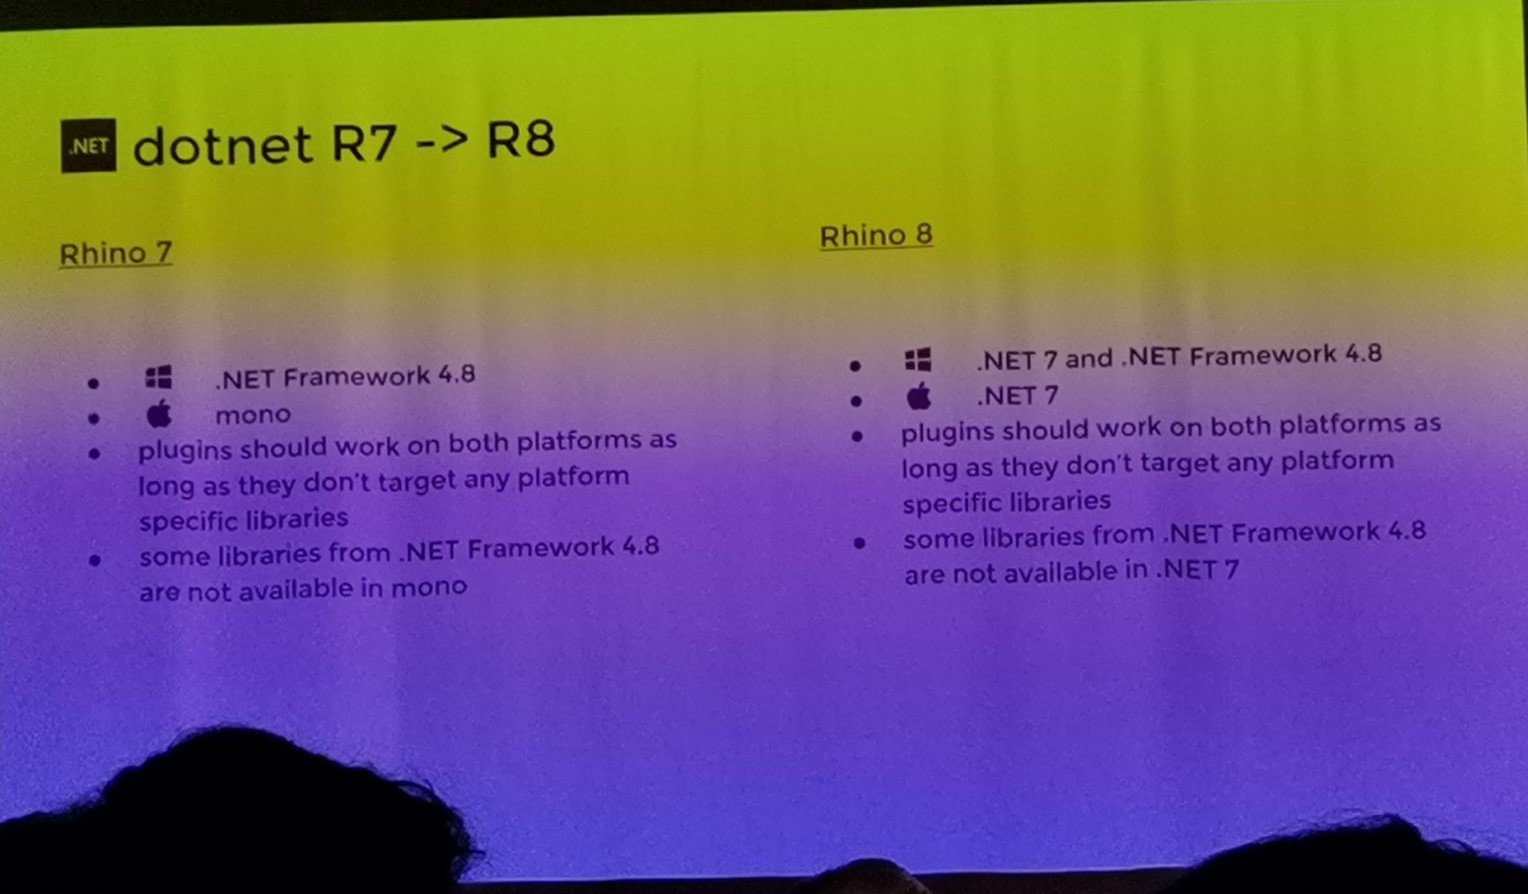 .NET dotnet R7 -> R8
Rhino 7
.NET Framework 4.8
mono
plugins should work on both platforms as
long as they don't target any platform
specific libraries
some libraries from .NET Framework 4.8
are not available in mono
Rhino 8
.NET 7 and .NET Framework 4.8
.NET 7
plugins should work on both platforms as
long as they don't target any platform
specific libraries
some libraries from .NET Framework 4.8
are not available in .NET 7